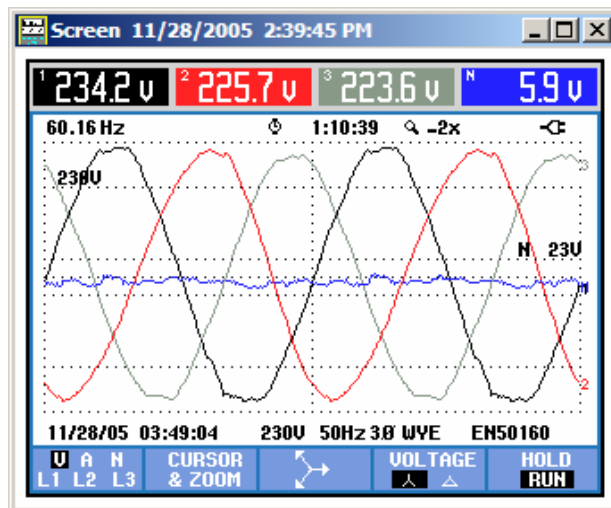 Screen 11/28/2005 2:39:45 PM
1 234.2 V 2 225.7 V 3 223.6 V N 5.9 V
60.16 Hz 1:10:39 -2x
230V
3
N 23V
N
2
11/28/05 03:49:04 230V 50Hz 3Ø WYE EN50160
V A N CURSOR VOLTAGE HOLD
L1 L2 L3 & ZOOM RUN